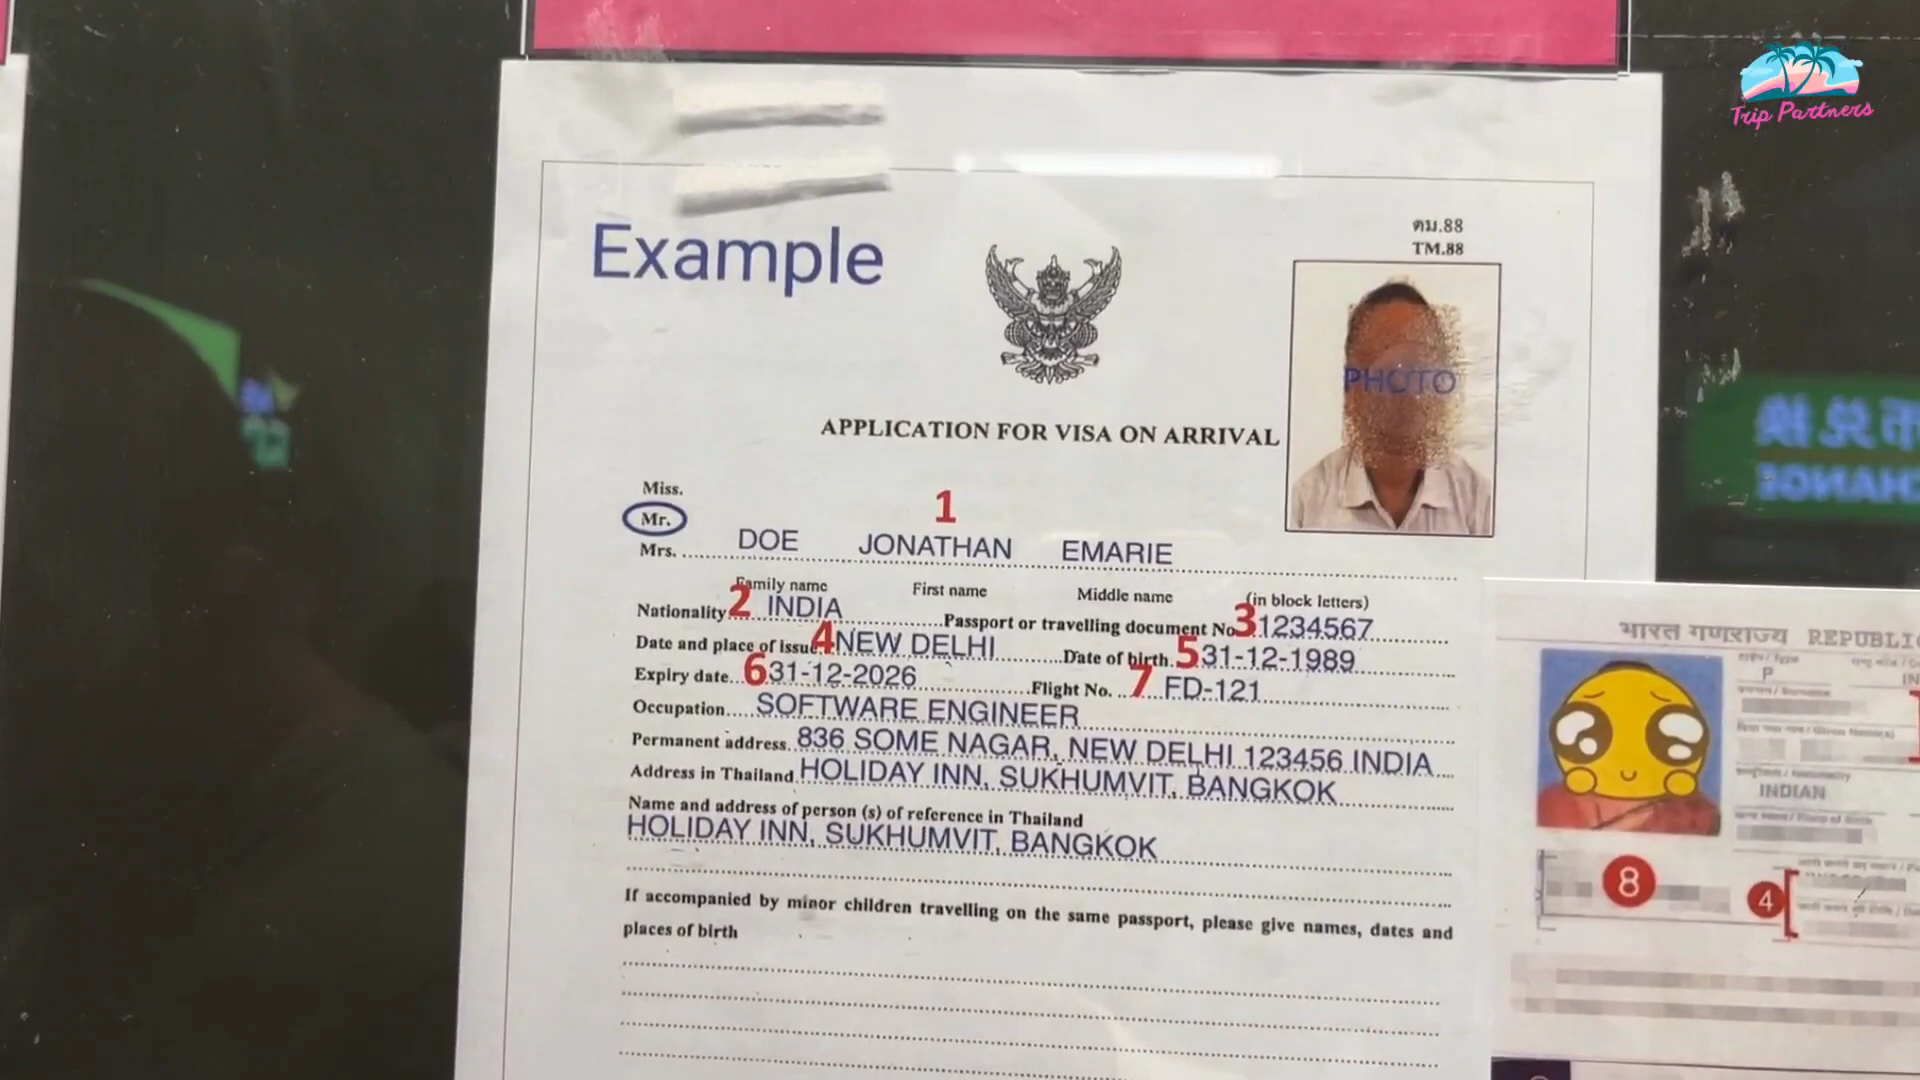 Trip Partners
Example
ตม.88
TM.88
PHOTO
APPLICATION FOR VISA ON ARRIVAL
Miss.
Mr.
1
Mrs. DOE JONATHAN EMARIE
Family name First name Middle name (in block letters)
Nationality 2 INDIA Passport or travelling document No 3 1234567
Date and place of issue 4 NEW DELHI Date of birth 5 31-12-1989
Expiry date 6 31-12-2026 Flight No. 7 FD-121
Occupation SOFTWARE ENGINEER
Permanent address 836 SOME NAGAR, NEW DELHI 123456 INDIA
Address in Thailand HOLIDAY INN, SUKHUMVIT, BANGKOK
Name and address of person (s) of reference in Thailand
HOLIDAY INN, SUKHUMVIT, BANGKOK
If accompanied by minor children travelling on the same passport, please give names, dates and
places of birth
भारत गणराज्य REPUBLIC
P
IN
INDIAN
8
4